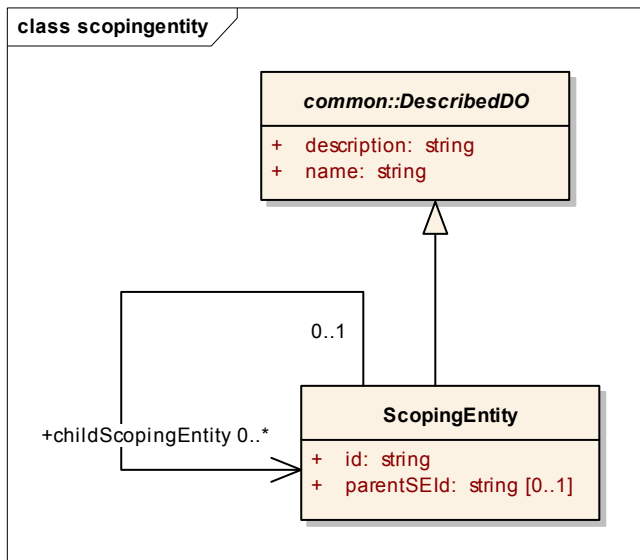 class scopingentity
common::DescribedDO
+ description: string
+ name: string
0..1
+childScopingEntity 0..*
ScopingEntity
+ id: string
+ parentSEId: string [0..1]